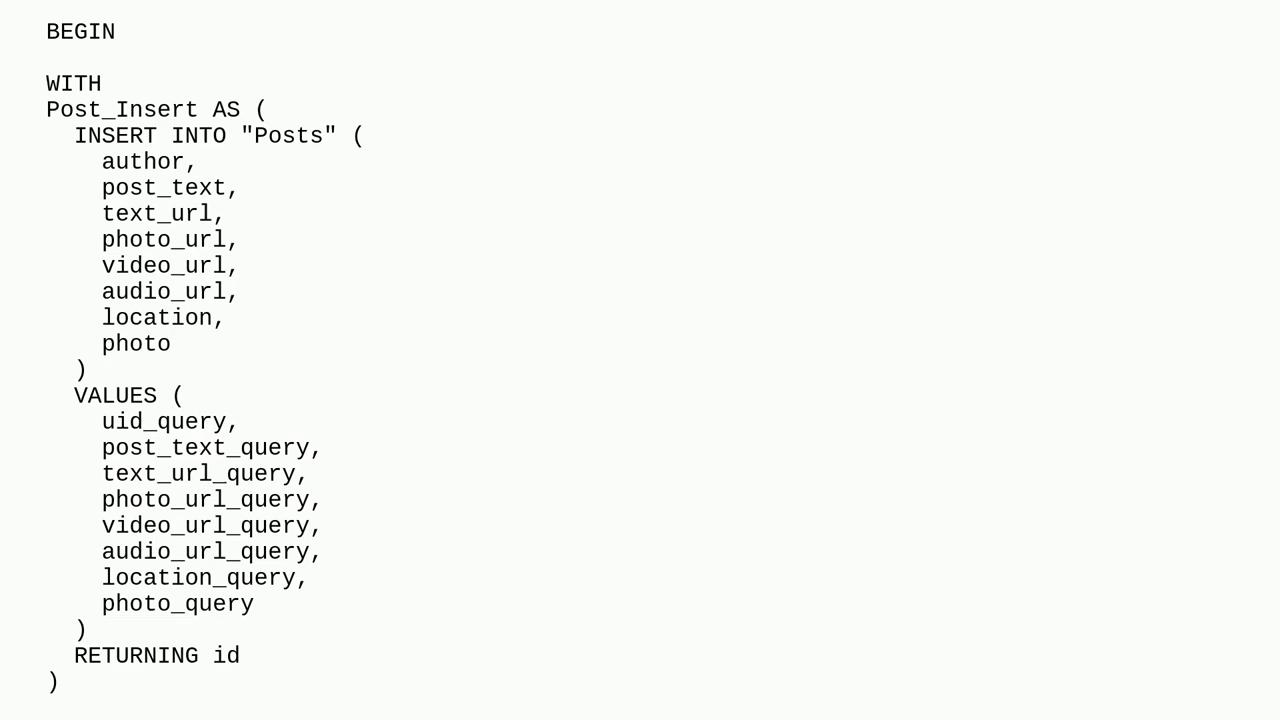 BEGIN

WITH
Post_Insert AS (
  INSERT INTO "Posts" (
    author,
    post_text,
    text_url,
    photo_url,
    video_url,
    audio_url,
    location,
    photo
  )
  VALUES (
    uid_query,
    post_text_query,
    text_url_query,
    photo_url_query,
    video_url_query,
    audio_url_query,
    location_query,
    photo_query
  )
  RETURNING id
)